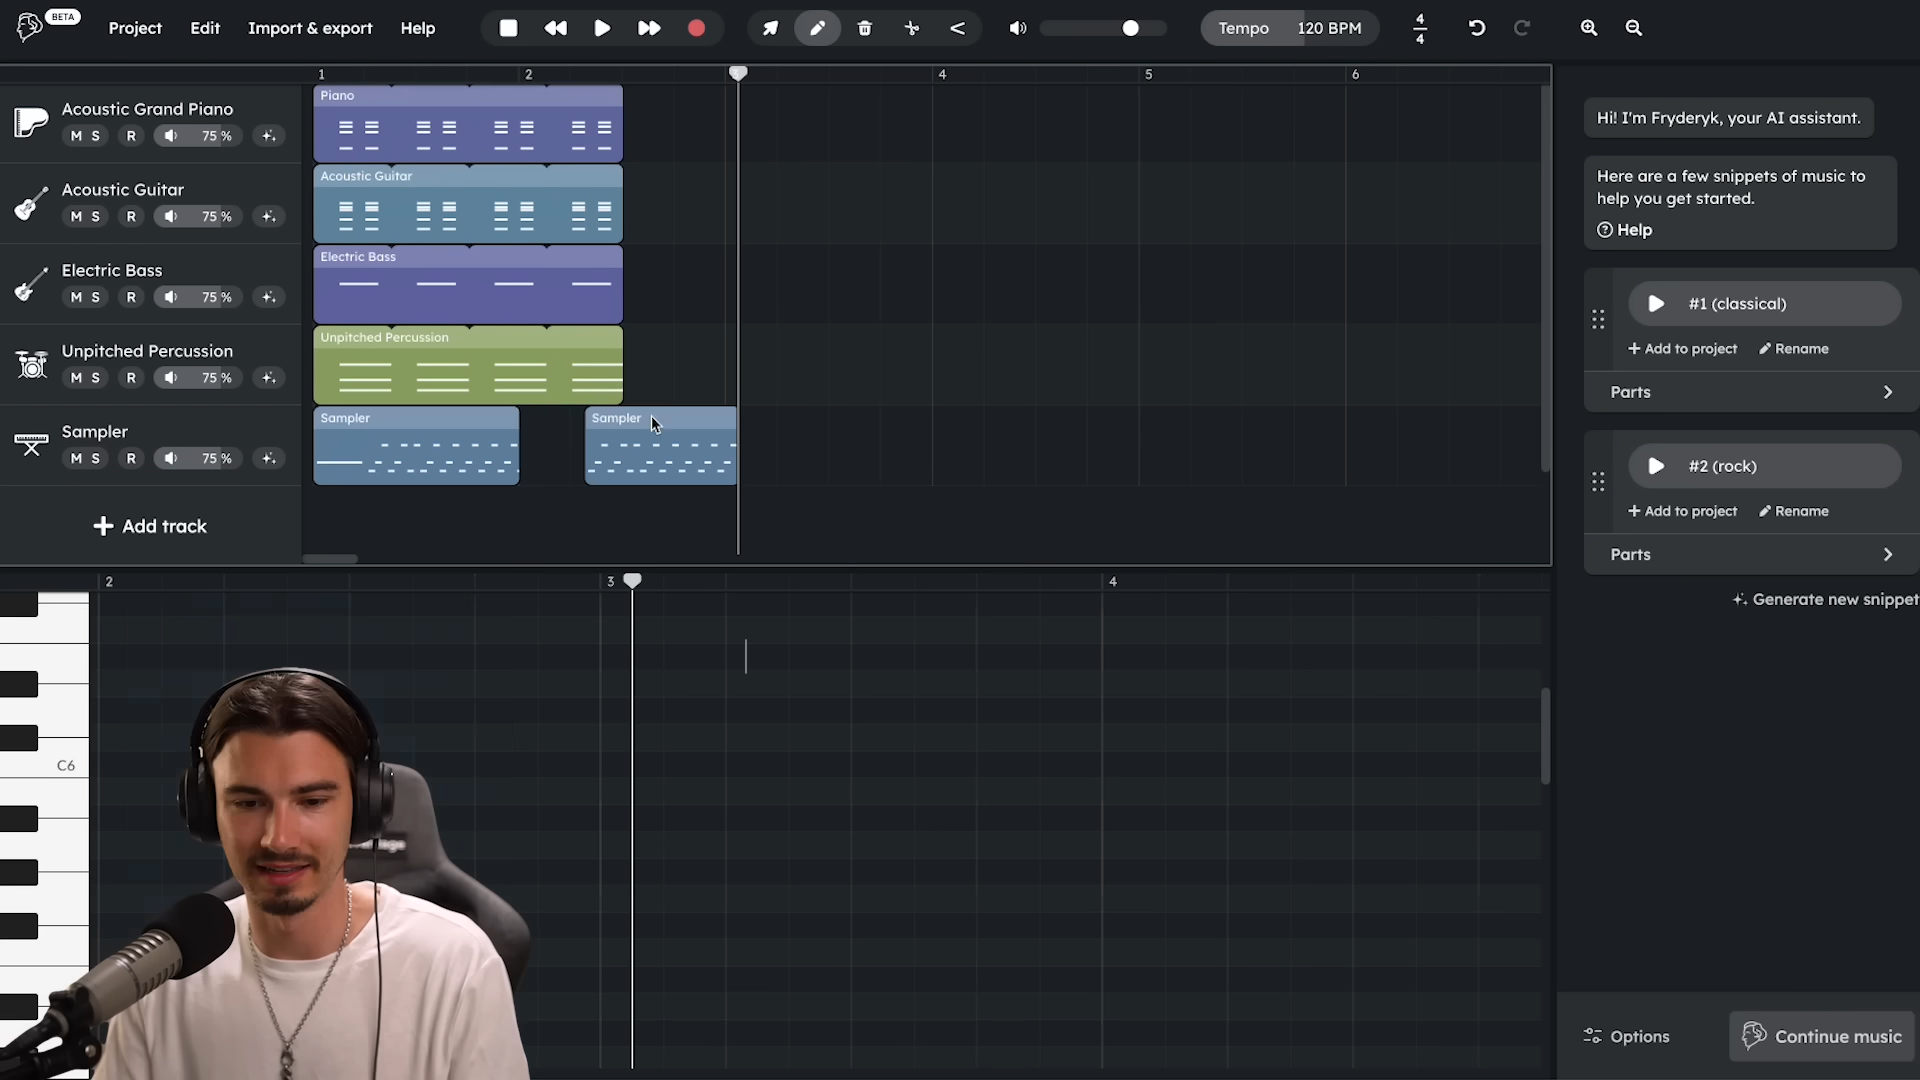 BETA
Project Edit Import & export Help
Tempo 120 BPM
4
4
1 2 4 5 6
Acoustic Grand Piano
M S R 75 %
Acoustic Guitar
M S R 75 %
Electric Bass
M S R 75 %
Unpitched Percussion
M S R 75 %
Sampler
M S R 75 %
Add track
Piano
Acoustic Guitar
Electric Bass
Unpitched Percussion
Sampler Sampler
2 3 4
C6
Hi! I'm Fryderyk, your AI assistant.
Here are a few snippets of music to
help you get started.
? Help
#1 (classical)
+ Add to project Rename
Parts
#2 (rock)
+ Add to project Rename
Parts
Generate new snippet
Options Continue music